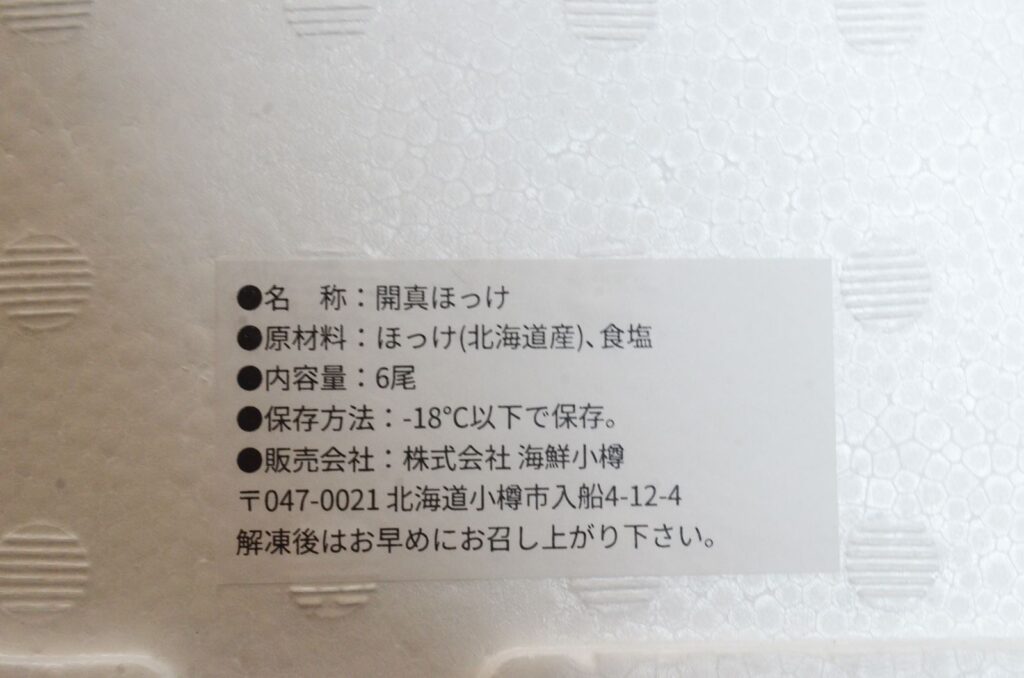 ●名　称：開真ほっけ
●原材料：ほっけ(北海道産)、食塩
●内容量：6尾
●保存方法：-18℃以下で保存。
●販売会社：株式会社 海鮮小樽
〒047-0021 北海道小樽市入船4-12-4
解凍後はお早めにお召し上がり下さい。